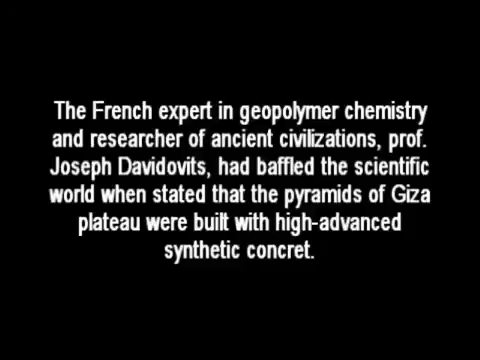 The French expert in geopolymer chemistry
and researcher of ancient civilizations, prof.
Joseph Davidovits, had baffled the scientific
world when stated that the pyramids of Giza
plateau were built with high-advanced
synthetic concret.